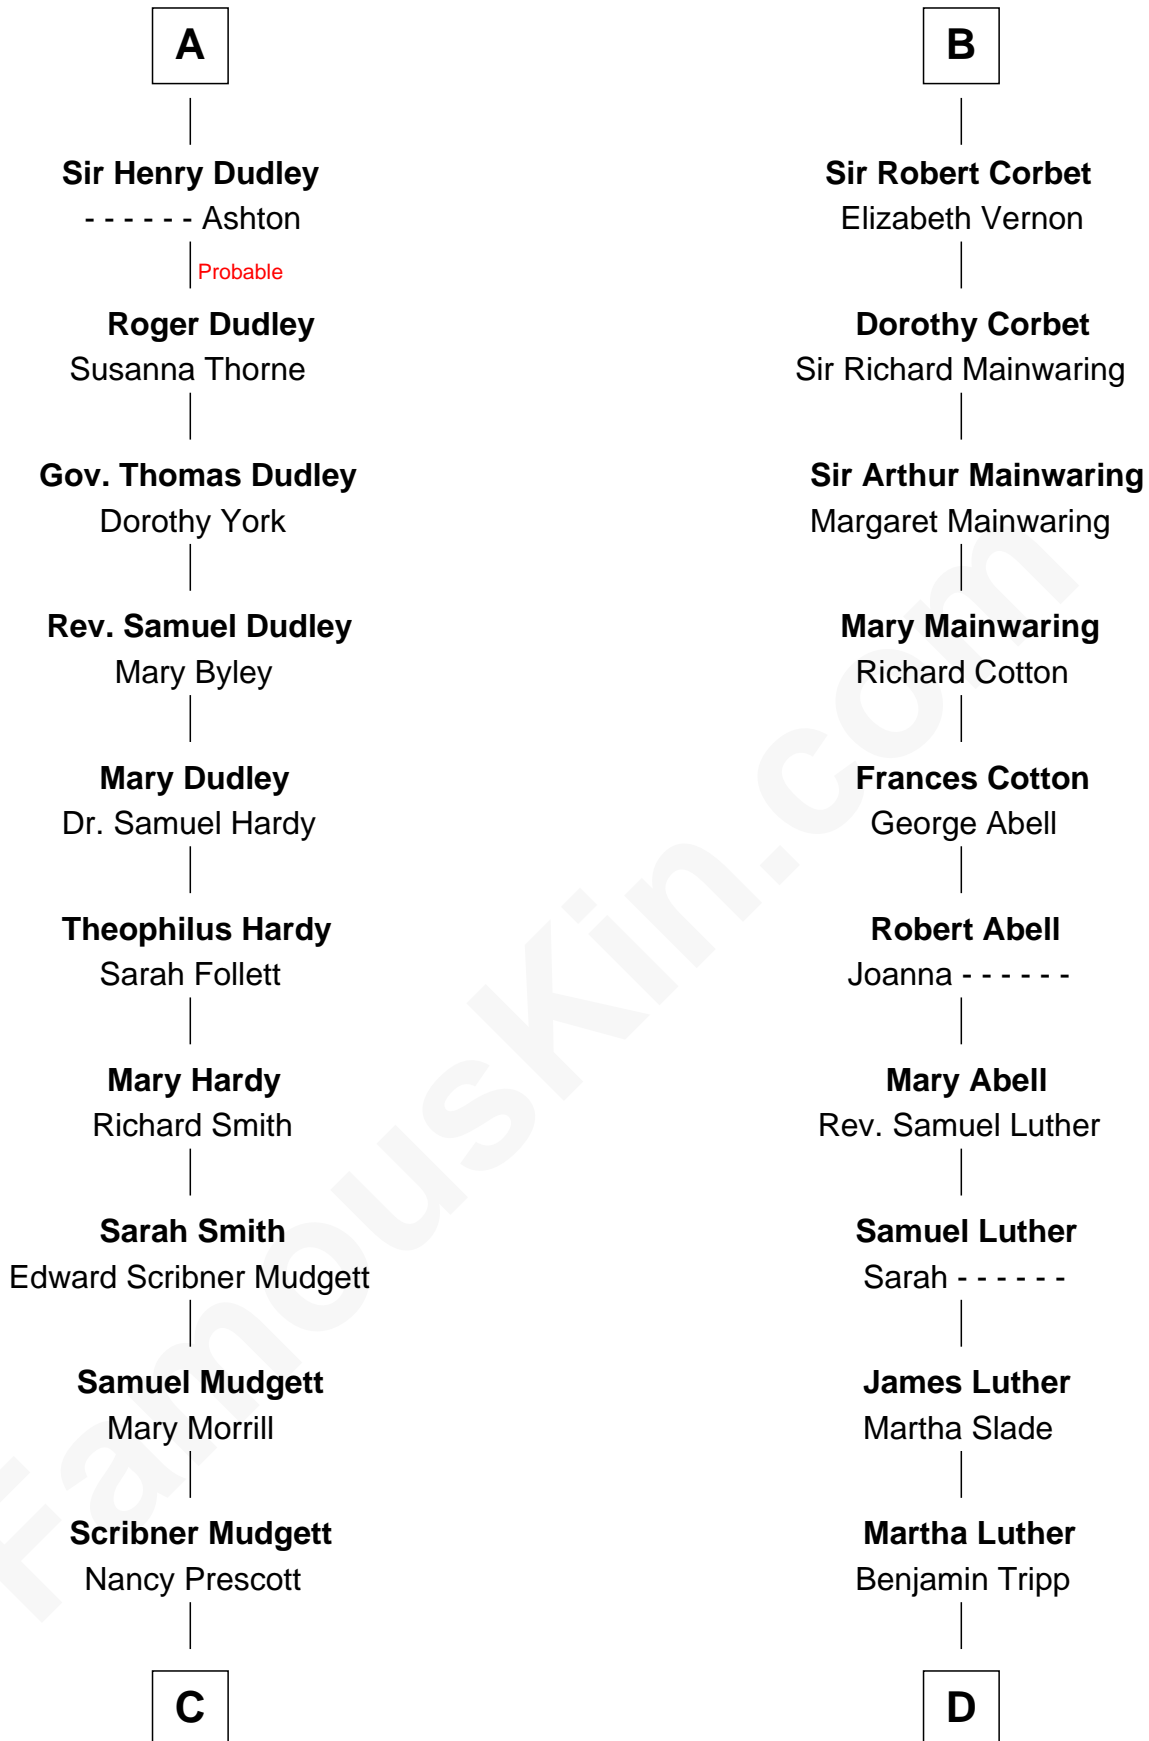 A
Sir Henry Dudley
- - - - - - Ashton
Probable
Roger Dudley
Susanna Thorne
Gov. Thomas Dudley
Dorothy York
Rev. Samuel Dudley
Mary Byley
Mary Dudley
Dr. Samuel Hardy
Theophilus Hardy
Sarah Follett
Mary Hardy
Richard Smith
Sarah Smith
Edward Scribner Mudgett
Samuel Mudgett
Mary Morrill
Scribner Mudgett
Nancy Prescott
C
B
Sir Robert Corbet
Elizabeth Vernon
Dorothy Corbet
Sir Richard Mainwaring
Sir Arthur Mainwaring
Margaret Mainwaring
Mary Mainwaring
Richard Cotton
Frances Cotton
George Abell
Robert Abell
Joanna - - - - - -
Mary Abell
Rev. Samuel Luther
Samuel Luther
Sarah - - - - - -
James Luther
Martha Slade
Martha Luther
Benjamin Tripp
D
FamousKin.com